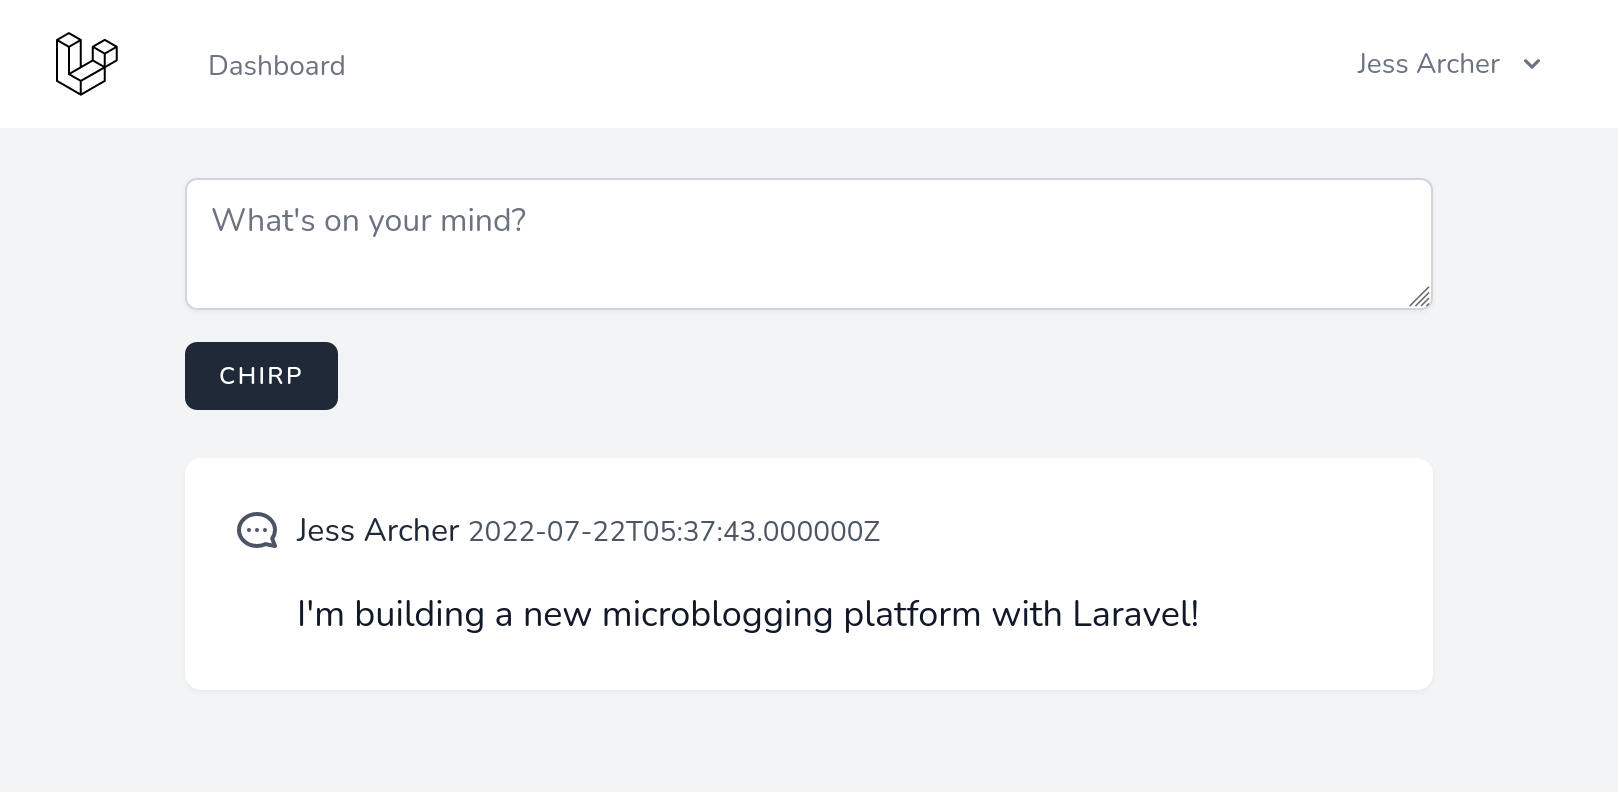 Dashboard
Jess Archer
What's on your mind?
CHIRP
Jess Archer 2022-07-22T05:37:43.000000Z
I'm building a new microblogging platform with Laravel!